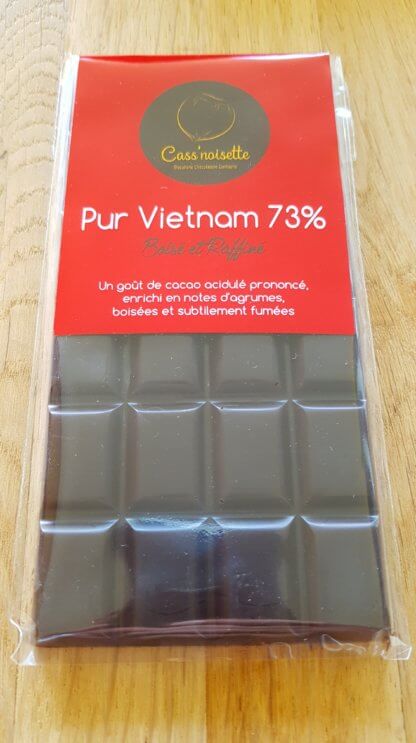 Cass'noisette
Pur Vietnam 73%
Boisé et Raffiné
Un goût de cacao acidulé prononcé,
enrichi en notes d'agrumes,
boisées et subtilement fumées